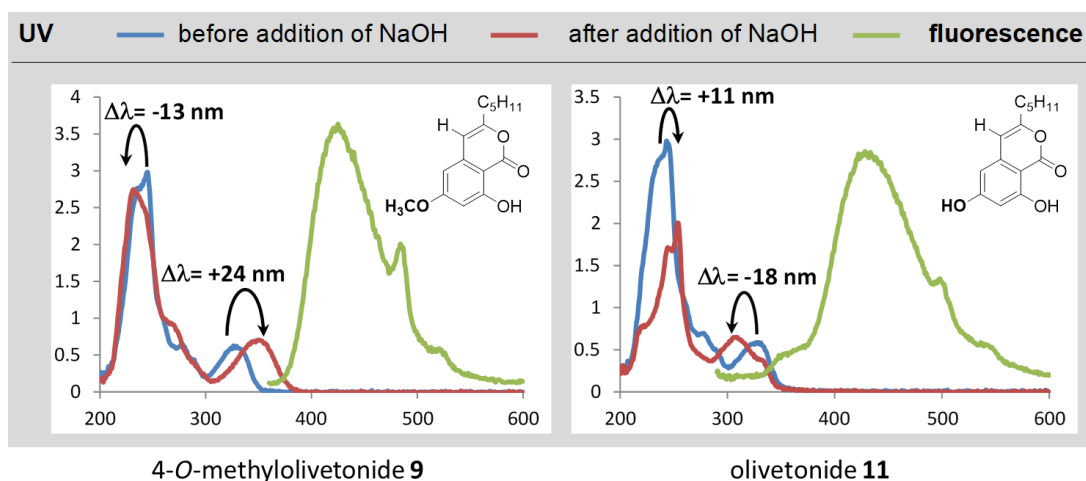 UV before addition of NaOH after addition of NaOH fluorescence
4
3.5
3
2.5
2
1.5
1
0.5
0
200 300 400 500 600
Δλ= -13 nm
Δλ= +24 nm
C5H11
H
O
O
H3CO
OH
3.5
3
2.5
2
1.5
1
0.5
0
200 300 400 500 600
Δλ= +11 nm
Δλ= -18 nm
C5H11
H
O
O
HO
OH
4-O-methylolivetonide 9
olivetonide 11